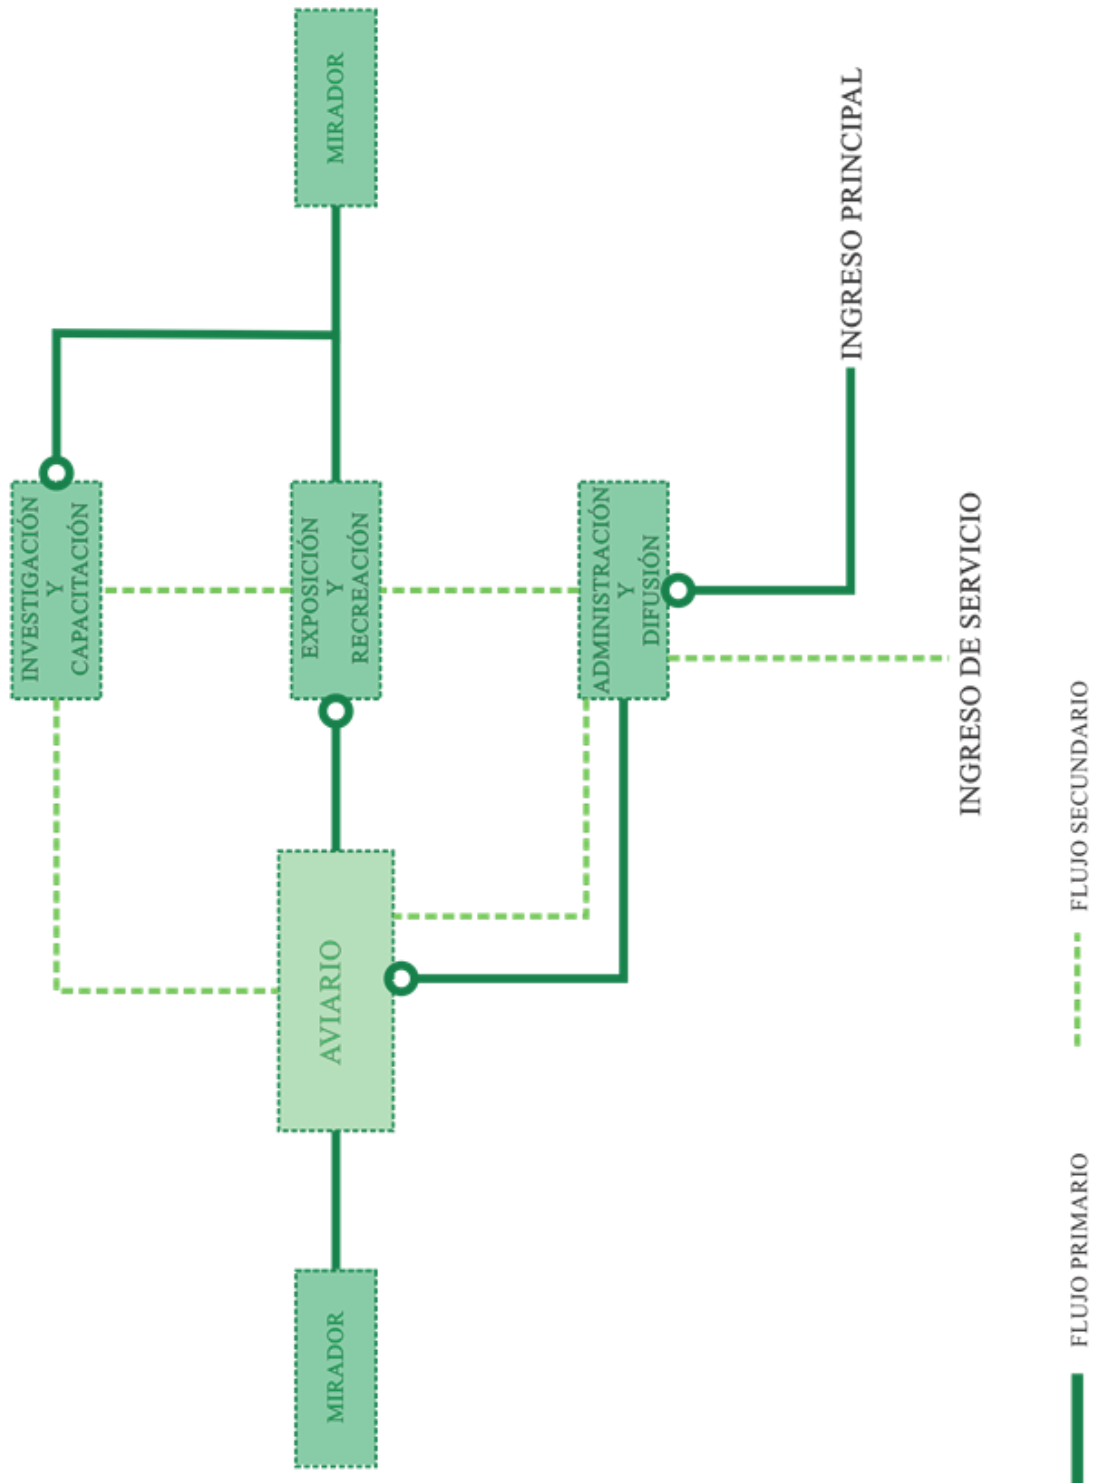 INVESTIGACIÓN
Y
CAPACITACIÓN
MIRADOR
AVIARIO
EXPOSICIÓN
Y
RECREACIÓN
MIRADOR
ADMINISTRACIÓN
Y
DIFUSIÓN
INGRESO PRINCIPAL
INGRESO DE SERVICIO
FLUJO PRIMARIO
FLUJO SECUNDARIO